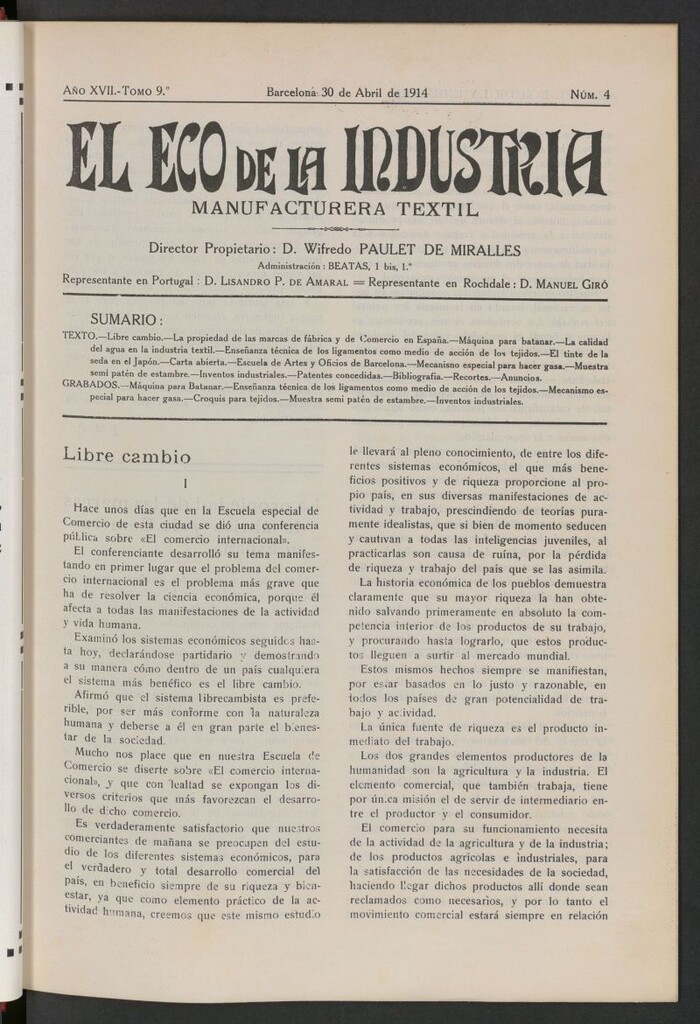 AÑO XVII.-TOMO 9.º Barcelona 30 de Abril de 1914 NÚM. 4
EL ECO DE LA INDUSTRIA
MANUFACTURERA TEXTIL
Director Propietario: D. Wifredo PAULET DE MIRALLES
Administración: BEATAS, 1 bis, 1.º
Representante en Portugal: D. LISANDRO P. DE AMARAL = Representante en Rochdale: D. MANUEL GIRÓ
SUMARIO:
TEXTO.—Libre cambio.—La propiedad de las marcas de fábrica y de Comercio en España.—Máquina para batanar.—La calidad
del agua en la industria textil.—Enseñanza técnica de los ligamentos como medio de acción de los tejidos.—El tinte de la
seda en el Japón.—Carta abierta.—Escuela de Artes y Oficios de Barcelona.—Mecanisno especial para hacer gasa.—Muestra
semi patén de estambre.—Inventos industriales.—Patentes concedidas.—Bibliografía.—Recortes.—Anuncios.
GRABADOS.—Máquina para Batanar.—Enseñanza técnica de los ligamentos como medio de acción de los tejidos.—Mecanismo es-
pecial para hacer gasa.—Croquis para tejidos.—Muestra semi patén de estambre.—Inventos industriales.
Libre cambio
I
Hace unos días que en la Escuela especial de
Comercio de esta ciudad se dió una conferencia
pública sobre «El comercio internacional».
El conferenciante desarrolló su tema manifes-
tando en primer lugar que el problema del comer-
cio internacional es el problema más grave que
ha de resolver la ciencia económica, porque él
afecta a todas las manifestaciones de la actividad
y vida humana.
Examinó los sistemas económicos seguidos has-
ta hoy, declarándose partidario y demostrando
a su manera cómo dentro de un país cualquiera
el sistema más benéfico es el libre cambio.
Afirmó que el sistema librecambista es prefe-
rible, por ser más conforme con la naturaleza
humana y deberse a él en gran parte el bienes-
tar de la sociedad.
Mucho nos place que en nuestra Escuela de
Comercio se diserte sobre «El comercio interna-
cional», y que con lealtad se expongan los di-
versos criterios que más favorezcan el desarro-
llo de dicho comercio.
Es verdaderamente satisfactorio que nuestros
comerciantes de mañana se preocupen del estu-
dio de los diferentes sistemas económicos, para
el verdadero y total desarrollo comercial del
país, en beneficio siempre de su riqueza y bien-
estar, ya que como elemento práctico de la ac-
tividad humana, creemos que este mismo estudio
le llevará al pleno conocimiento, de entre los dife-
rentes sistemas económicos, el que más bene-
ficios positivos y de riqueza proporcione al pro-
pio país, en sus diversas manifestaciones de ac-
tividad y trabajo, prescindiendo de teorías pura-
mente idealistas, que si bien de momento seducen
y cautivan a todas las inteligencias juveniles, al
practicarlas son causa de ruína, por la pérdida
de riqueza y trabajo del país que se las asimila.
La historia económica de los pueblos demuestra
claramente que su mayor riqueza la han obte-
nido salvando primeramente en absoluto la com-
petencia interior de los productos de su trabajo,
y procurando hasta lograrlo, que estos produc-
tos lleguen a surtir al mercado mundial.
Estos mismos hechos siempre se manifiestan,
por estar basados en lo justo y razonable, en
todos los países de gran potencialidad de tra-
bajo y actividad.
La única fuente de riqueza es el producto in-
mediato del trabajo.
Los dos grandes elementos productores de la
humanidad son la agricultura y la industria. El
elemento comercial, que también trabaja, tiene
por única misión el de servir de intermediario en-
tre el productor y el consumidor.
El comercio para su funcionamiento necesita
de la actividad de la agricultura y de la industria;
de los productos agrícolas e industriales, para
la satisfacción de las necesidades de la sociedad,
haciendo llegar dichos productos allí donde sean
reclamados como necesarios, y por lo tanto el
movimiento comercial estará siempre en relación